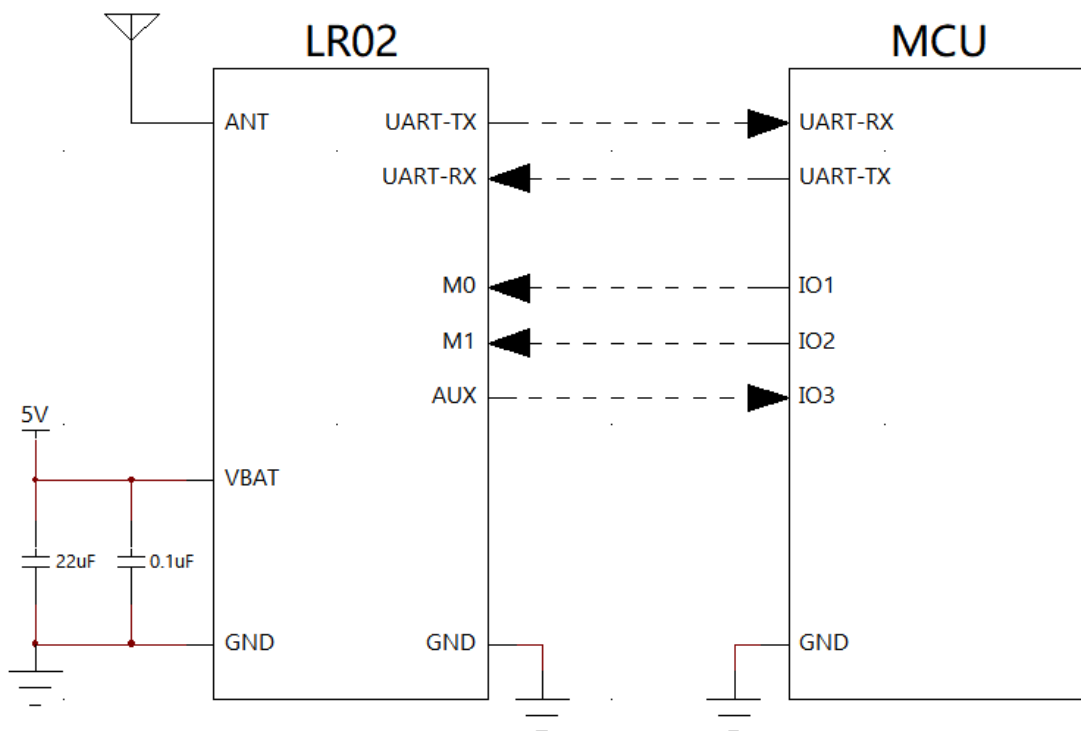 LR02
MCU
ANT
UART-TX
UART-RX
UART-RX
UART-TX
M0
IO1
M1
IO2
AUX
IO3
5V
VBAT
22uF
0.1uF
GND
GND
GND